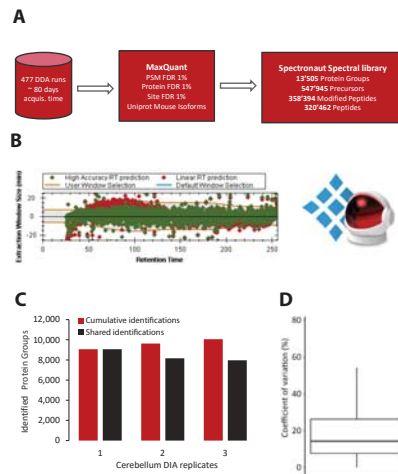 A
477 DDA runs
~ 80 days
acquis. time
MaxQuant
PSM FDR 1%
Protein FDR 1%
Site FDR 1%
Uniprot Mouse Isoforms
Spectronaut Spectral library
13'505 Protein Groups
547'945 Precursors
358'394 Modified Peptides
320'462 Peptides
B
High Accuracy RT prediction
Linear RT prediction
User Window Selection
Default Window Selection
Extraction Window Size (min)
20
0
-20
0
50
100
150
200
250
Retention Time
C
Identified Protein Groups
12,000
10,000
8,000
6,000
4,000
2,000
0
Cumulative identifications
Shared identifications
1
2
3
Cerebellum DIA replicates
D
Coefficient of variation (%)
80
60
40
20
0